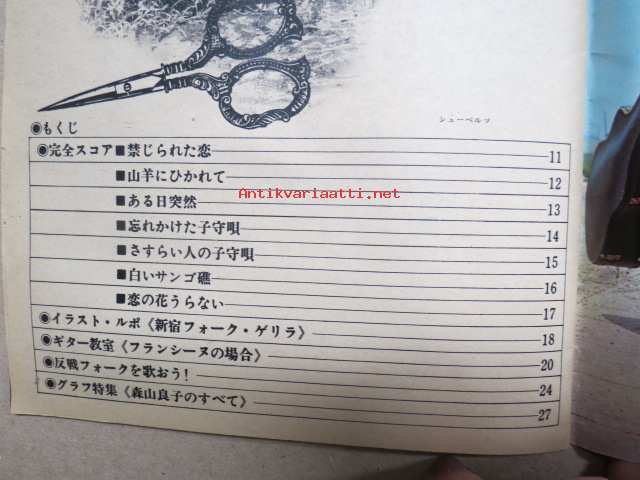 シューベルツ
◉もくじ
◉完全スコア■禁じられた恋 11
■山羊にひかれて 12
Antikvariaatti.net
■ある日突然 13
■忘れかけた子守唄 14
■さすらい人の子守唄 15
■白いサンゴ礁 16
■恋の花うらない 17
◉イラスト・ルポ《新宿フォーク・ゲリラ》 18
◉ギター教室《フランシーヌの場合》 20
◉反戦フォークを歌おう! 24
◉グラフ特集《森山良子のすべて》 27